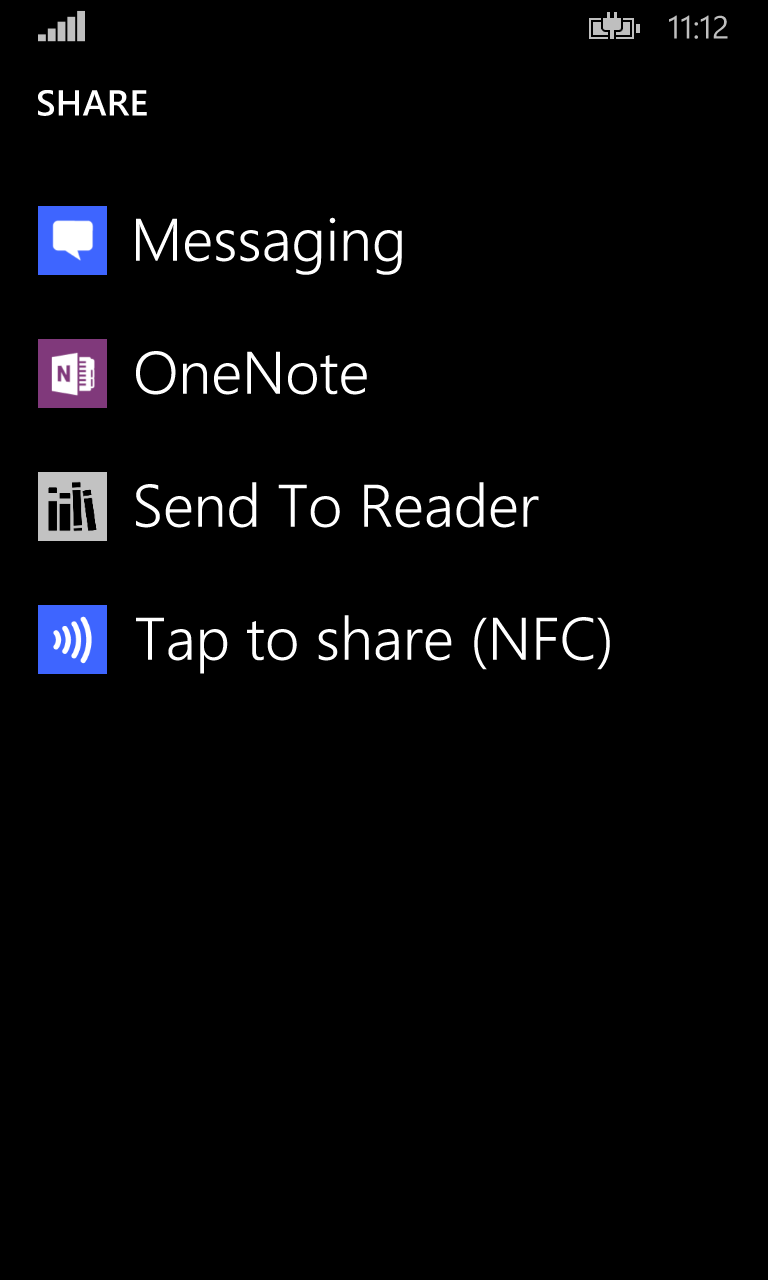 11:12
SHARE
Messaging
N OneNote
Send To Reader
Tap to share (NFC)